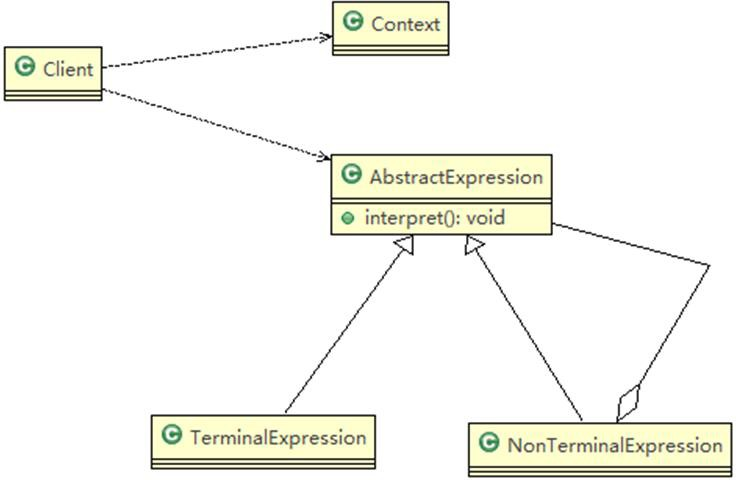 C Context
C Client
C AbstractExpression
interpret(): void
C TerminalExpression
C NonTerminalExpression